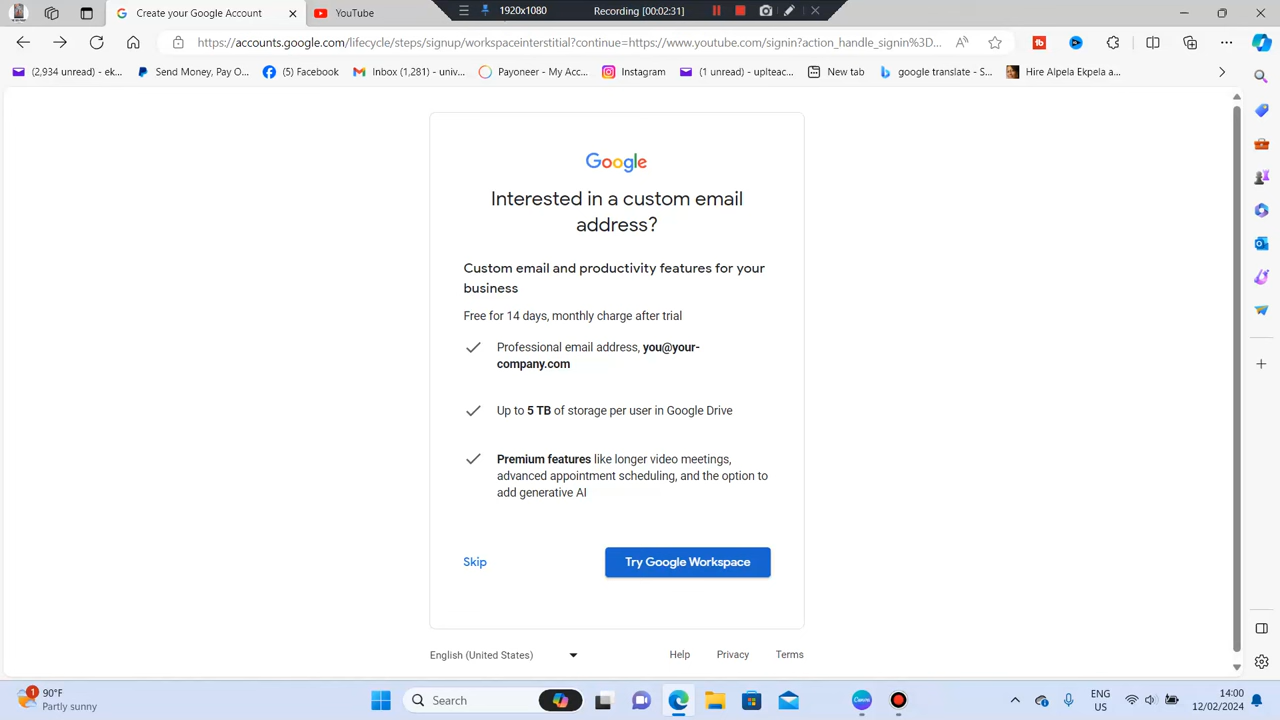 1920x1080
Recording [00:02:31]
Create your Google Account
YouTube
https://accounts.google.com/lifecycle/steps/signup/workspaceinterstitial?continue=https://www.youtube.com/signin?action_handle_signin%3D...
(2,934 unread) - ek...
Send Money, Pay O...
(5) Facebook
Inbox (1,281) - univ...
Payoneer - My Acc...
Instagram
(1 unread) - uplteac...
New tab
google translate - S...
Hire Alpela Ekpela a...
Google
Interested in a custom email
address?
Custom email and productivity features for your
business
Free for 14 days, monthly charge after trial
Professional email address, you@your-
company.com
Up to 5 TB of storage per user in Google Drive
Premium features like longer video meetings,
advanced appointment scheduling, and the option to
add generative AI
Skip
Try Google Workspace
English (United States)
Help
Privacy
Terms
1
90°F
Partly sunny
Search
ENG
US
14:00
12/02/2024